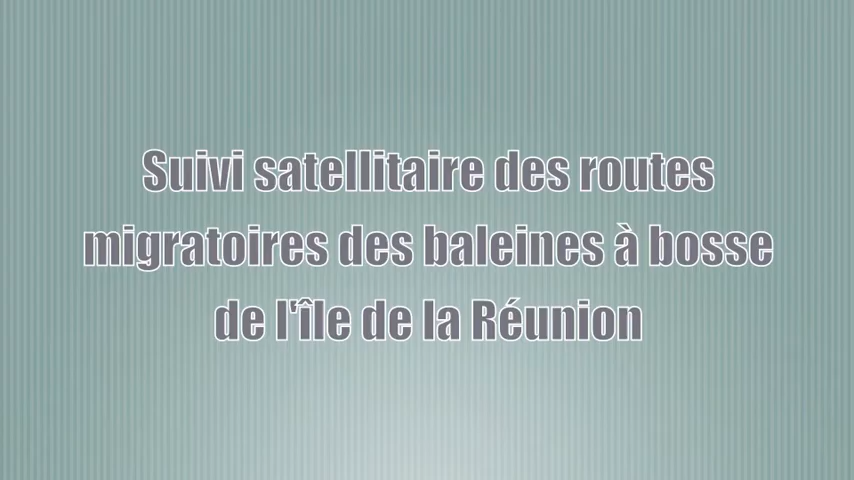 Suivi satellitaire des routes
migratoires des baleines à bosse
de l'île de la Réunion